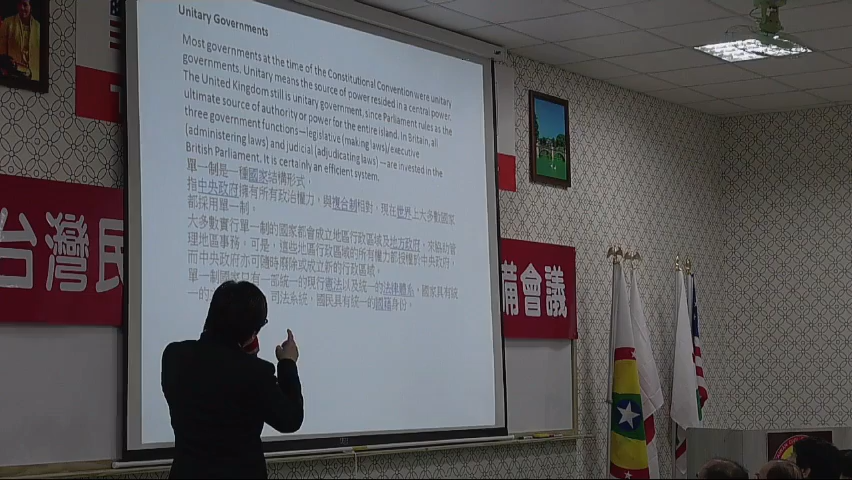 Unitary Governments
Most governments at the time of the Constitutional Convention were unitary
governments. Unitary means the source of power resided in a central power.
The United Kingdom still is unitary government, since Parliament rules as the
ultimate source of authority or power for the entire island. In Britain, all
three government functions—legislative (making laws)/executive
(administering laws) and judicial (adjudicating laws) —are invested in the
British Parliament. It is certainly an efficient system.
單一制是一種國家結構形式，
指中央政府擁有所有政治權力，與複合制相對，現在世界上大多數國家
都採用單一制。
大多數實行單一制的國家都會成立地區行政區域及地方政府，來協助管
理地區事務。可是，這些地區行政區域的所有權力都授權於中央政府，
而中央政府亦可隨時廢除或成立新的行政區域。
單一制國家只有一部統一的現行憲法以及統一的法律體系，國家具有統
一的 司法系統，國民具有統一的國籍身份。
台灣民
備會議